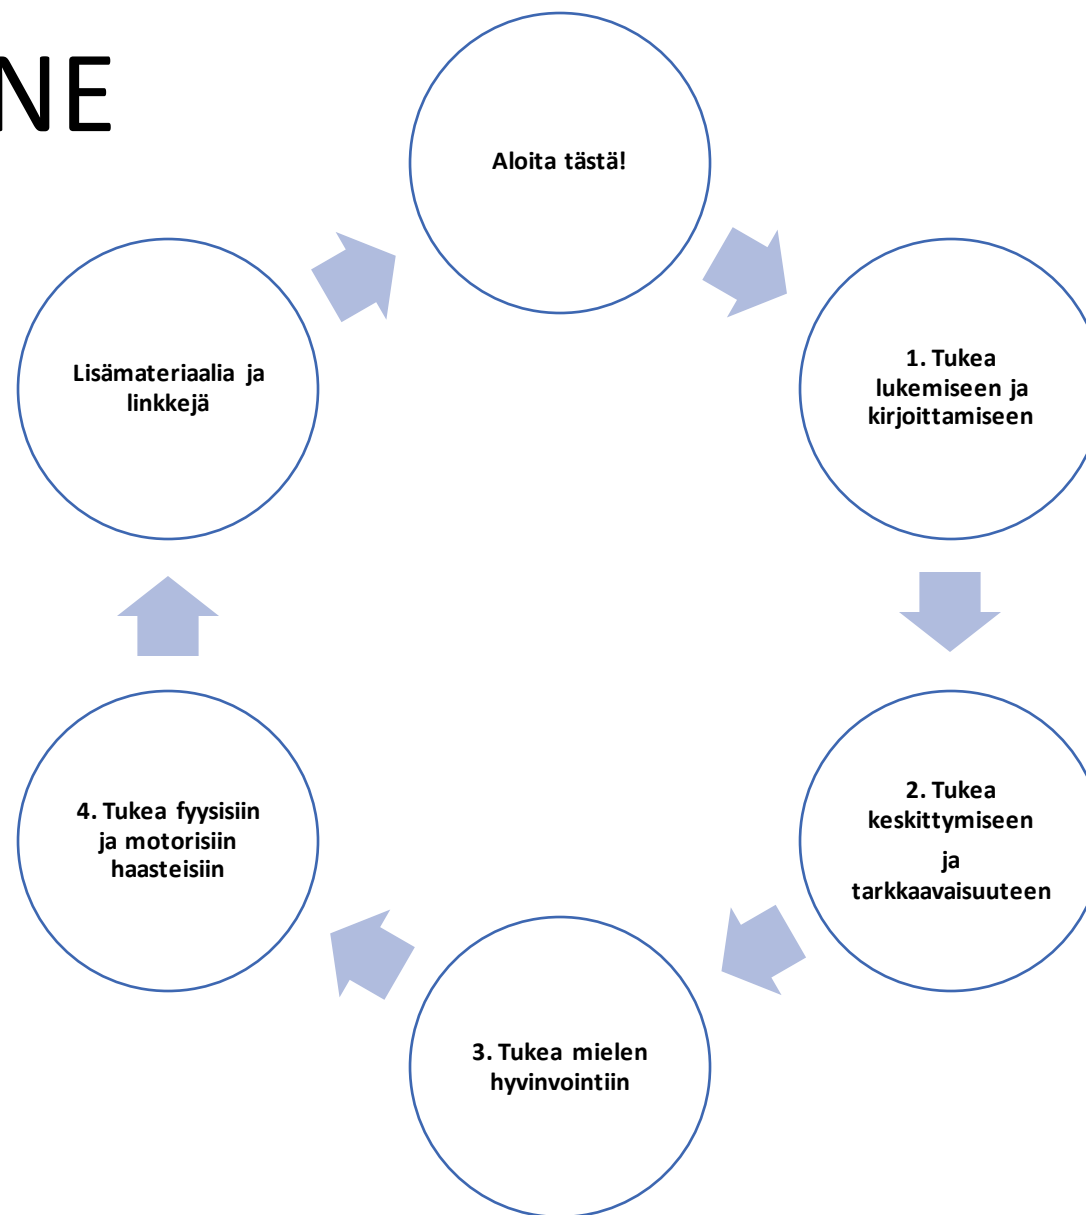 NE
Aloita tästä!
1. Tukea
lukemiseen ja
kirjoittamiseen
2. Tukea
keskittymiseen
ja
tarkkaavaisuuteen
3. Tukea mielen
hyvinvointiin
4. Tukea fyysisiin
ja motorisiin
haasteisiin
Lisämateriaalia ja
linkkejä